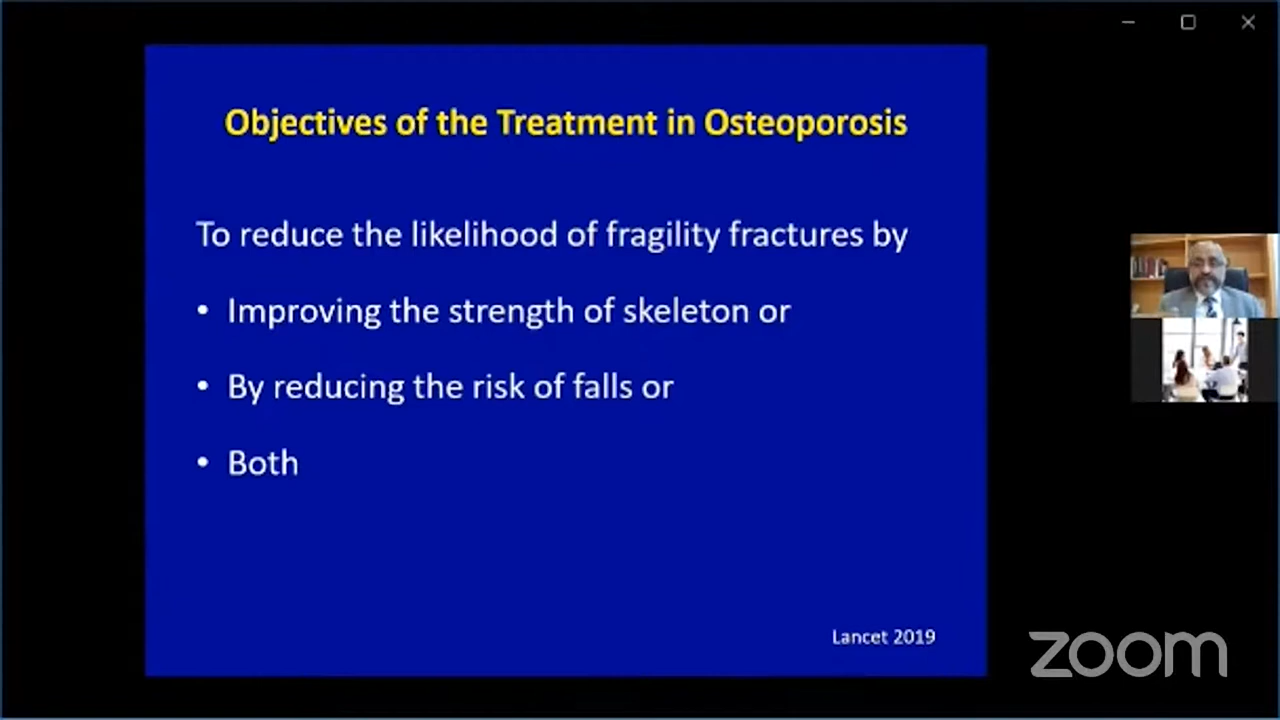 Objectives of the Treatment in Osteoporosis
To reduce the likelihood of fragility fractures by
• Improving the strength of skeleton or
• By reducing the risk of falls or
• Both
Lancet 2019
zoom